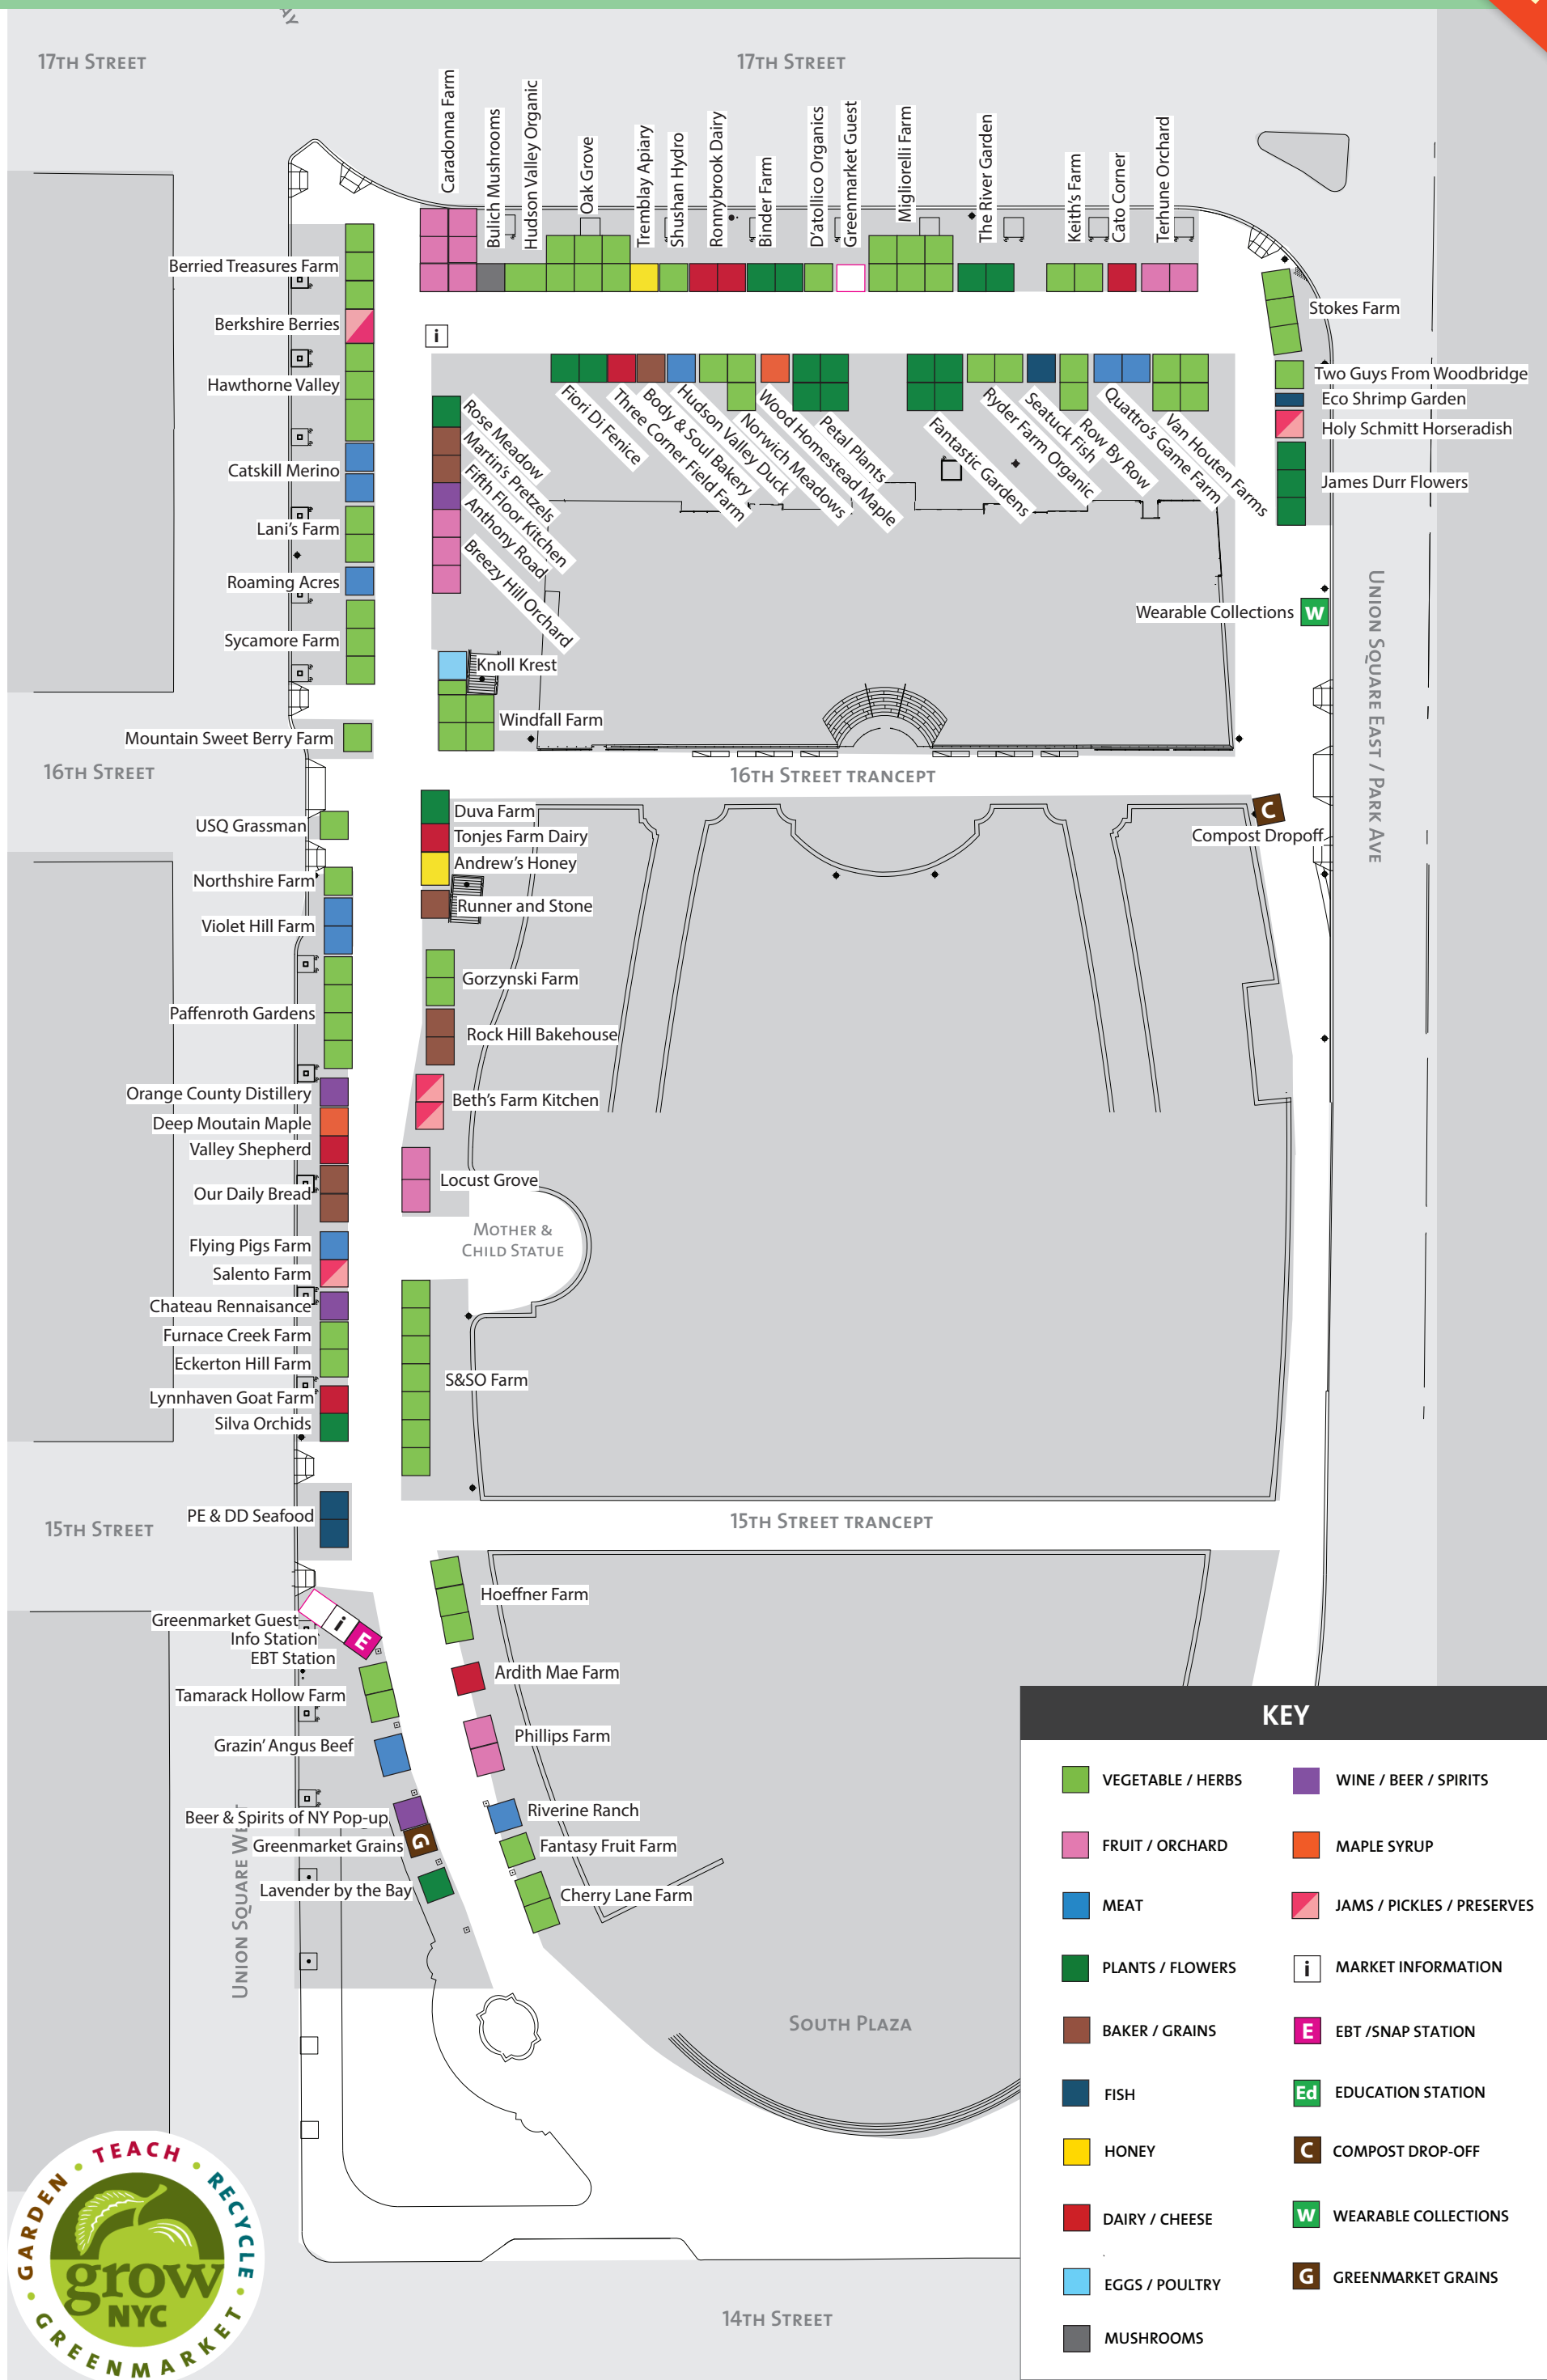 17TH STREET
17TH STREET
Caradonna Farm
Bulich Mushrooms
Hudson Valley Organic
Oak Grove
Tremblay Apiary
Shushan Hydro
Ronnybrook Dairy
Binder Farm
D'atollico Organics
Greenmarket Guest
Migliorelli Farm
The River Garden
Keith's Farm
Cato Corner
Terhune Orchard
Berried Treasures Farm
Berkshire Berries
Hawthorne Valley
Catskill Merino
Lani's Farm
Roaming Acres
Sycamore Farm
Mountain Sweet Berry Farm
i
Stokes Farm
Two Guys From Woodbridge
Eco Shrimp Garden
Holy Schmitt Horseradish
James Durr Flowers
Wearable Collections
W
Rose Meadow
Martin's Pretzels
Fifth Floor Kitchen
Anthony Road
Breezy Hill Orchard
Fiori Di Fenice
Three Corner Field Farm
Body & Soul Bakery
Hudson Valley Duck
Norwich Meadows
Wood Homestead Maple
Petal Plants
Fantastic Gardens
Ryder Farm Organic
Seatuck Fish
Row By Row
Quattro's Game Farm
Van Houten Farms
Knoll Krest
Windfall Farm
UNION SQUARE EAST / PARK AVE
16TH STREET
16TH STREET TRANCEPT
C
Compost Dropoff
USQ Grassman
Northshire Farm
Violet Hill Farm
Paffenroth Gardens
Orange County Distillery
Deep Moutain Maple
Valley Shepherd
Our Daily Bread
Flying Pigs Farm
Salento Farm
Chateau Rennaisance
Furnace Creek Farm
Eckerton Hill Farm
Lynnhaven Goat Farm
Silva Orchids
PE & DD Seafood
Duva Farm
Tonjes Farm Dairy
Andrew's Honey
Runner and Stone
Gorzynski Farm
Rock Hill Bakehouse
Beth's Farm Kitchen
Locust Grove
MOTHER &
CHILD STATUE
S&SO Farm
15TH STREET
15TH STREET TRANCEPT
Greenmarket Guest
Info Station
EBT Station
i
E
Tamarack Hollow Farm
Grazin' Angus Beef
Beer & Spirits of NY Pop-up
Greenmarket Grains
G
Lavender by the Bay
Hoeffner Farm
Ardith Mae Farm
Phillips Farm
Riverine Ranch
Fantasy Fruit Farm
Cherry Lane Farm
UNION SQUARE WE
SOUTH PLAZA
14TH STREET
KEY
VEGETABLE / HERBS
FRUIT / ORCHARD
MEAT
PLANTS / FLOWERS
BAKER / GRAINS
FISH
HONEY
DAIRY / CHEESE
EGGS / POULTRY
MUSHROOMS
WINE / BEER / SPIRITS
MAPLE SYRUP
JAMS / PICKLES / PRESERVES
i MARKET INFORMATION
E EBT /SNAP STATION
Ed EDUCATION STATION
C COMPOST DROP-OFF
W WEARABLE COLLECTIONS
G GREENMARKET GRAINS
GARDEN • TEACH • RECYCLE • GREENMARKET •
grow
NYC